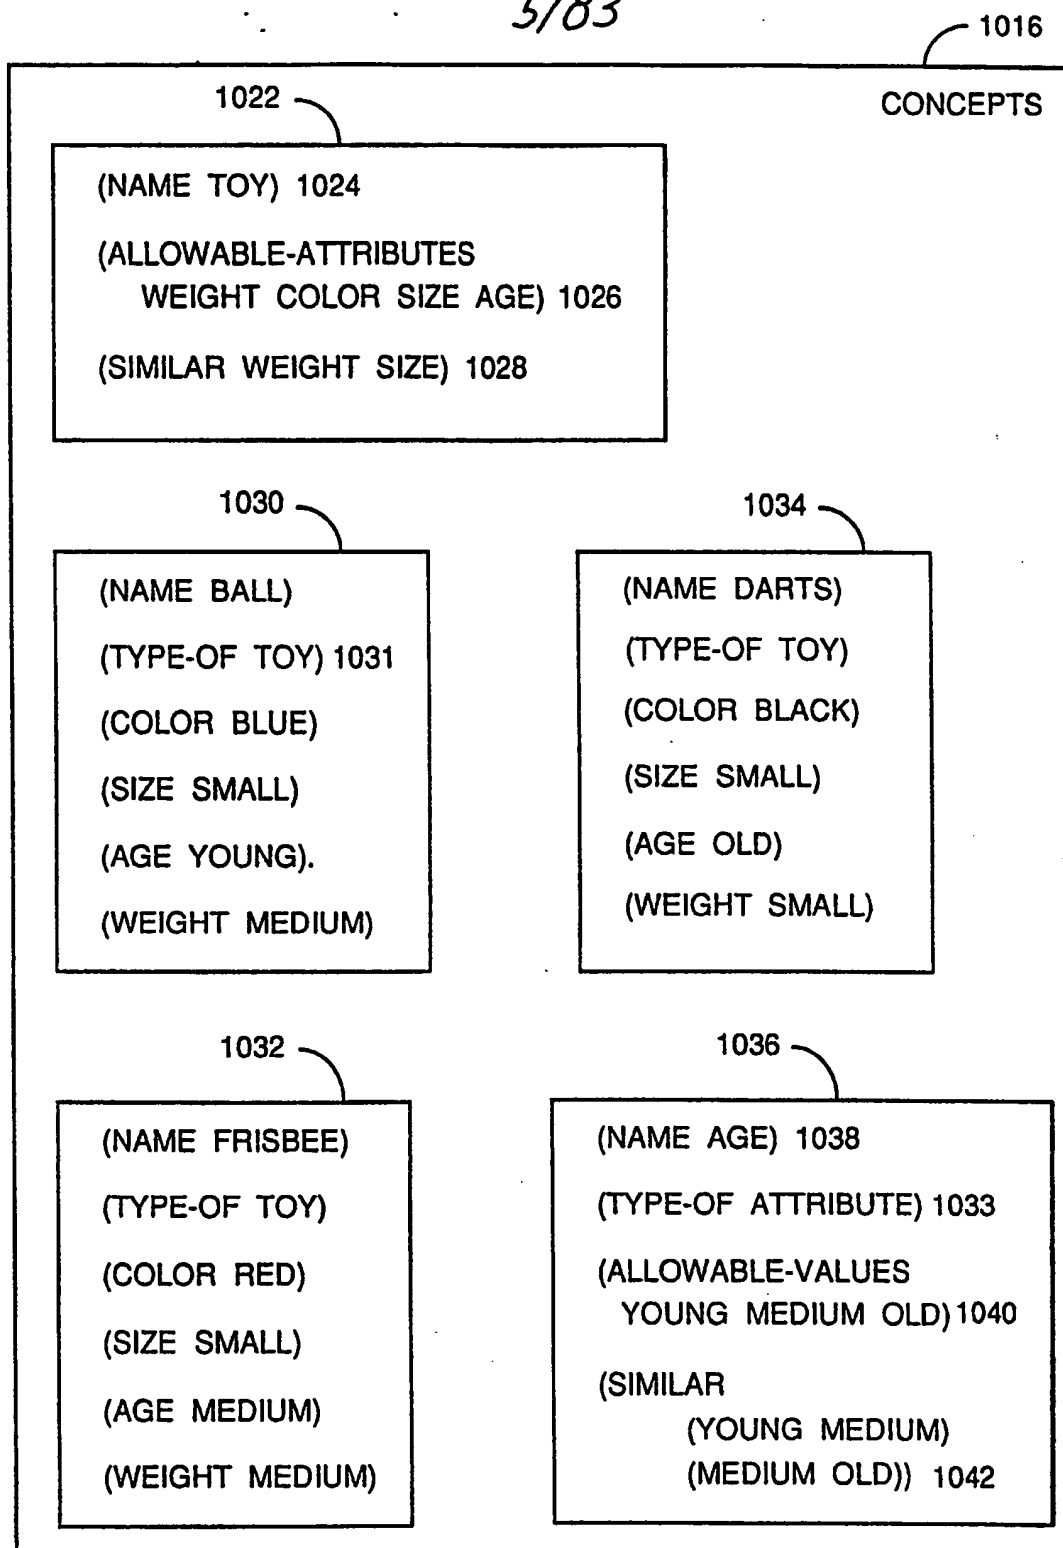 5/83
1016
CONCEPTS
1022
(NAME TOY) 1024
(ALLOWABLE-ATTRIBUTES
WEIGHT COLOR SIZE AGE) 1026
(SIMILAR WEIGHT SIZE) 1028
1030
(NAME BALL)
(TYPE-OF TOY) 1031
(COLOR BLUE)
(SIZE SMALL)
(AGE YOUNG).
(WEIGHT MEDIUM)
1034
(NAME DARTS)
(TYPE-OF TOY)
(COLOR BLACK)
(SIZE SMALL)
(AGE OLD)
(WEIGHT SMALL)
1032
(NAME FRISBEE)
(TYPE-OF TOY)
(COLOR RED)
(SIZE SMALL)
(AGE MEDIUM)
(WEIGHT MEDIUM)
1036
(NAME AGE) 1038
(TYPE-OF ATTRIBUTE) 1033
(ALLOWABLE-VALUES
YOUNG MEDIUM OLD) 1040
(SIMILAR
(YOUNG MEDIUM)
(MEDIUM OLD)) 1042